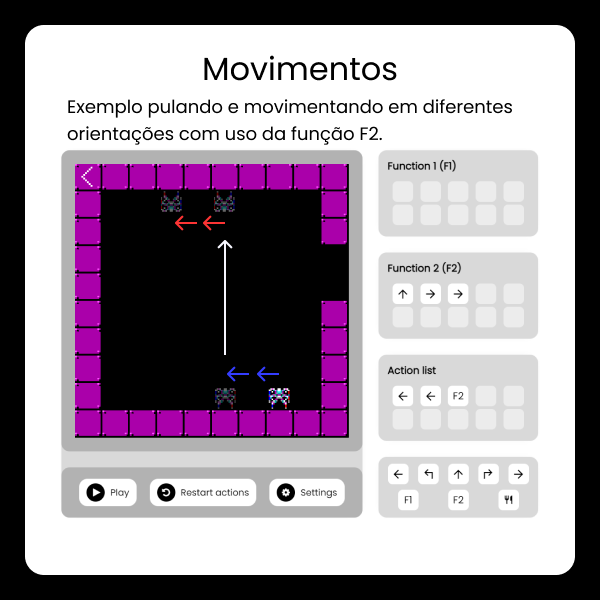 Movimentos
Exemplo pulando e movimentando em diferentes
orientações com uso da função F2.
Function 1 (F1)
Function 2 (F2)
Action list
F2
Play
Restart actions
Settings
F1
F2